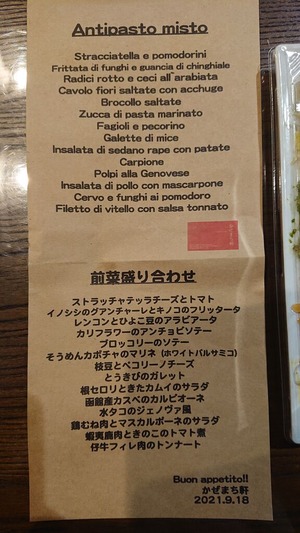 Antipasto misto
Stracciatella e pomodorini
Frittata di funghi e guancia di chinghiale
Radici rotto e ceci all'arabiata
Cavolo fiori saltate con acchuge
Brocollo saltate
Zucca di pasta marinato
Fagioli e pecorino
Galette di mice
Insalata di sedano rape con patate
Carpione
Polpi alla Genovese
Insalata di pollo con mascarpone
Cervo e funghi ai pomodoro
Filetto di vitello con salsa tonnato
前菜盛り合わせ
ストラッチャテッラチーズとトマト
イノシシのグアンチャーレとキノコのフリッタータ
レンコンとひよこ豆のアラビアータ
カリフラワーのアンチョビソテー
ブロッコリーのソテー
そうめんカボチャのマリネ (ホワイトバルサミコ)
枝豆とペコリーノチーズ
とうきびのガレット
根セロリときたカムイのサラダ
函館産カスベのカルピオーネ
水タコのジェノヴァ風
鶏むね肉とマスカルポーネのサラダ
蝦夷鹿肉ときのこのトマト煮
仔牛フィレ肉のトンナート
Buon appetito!!
かぜまち軒
2021.9.18